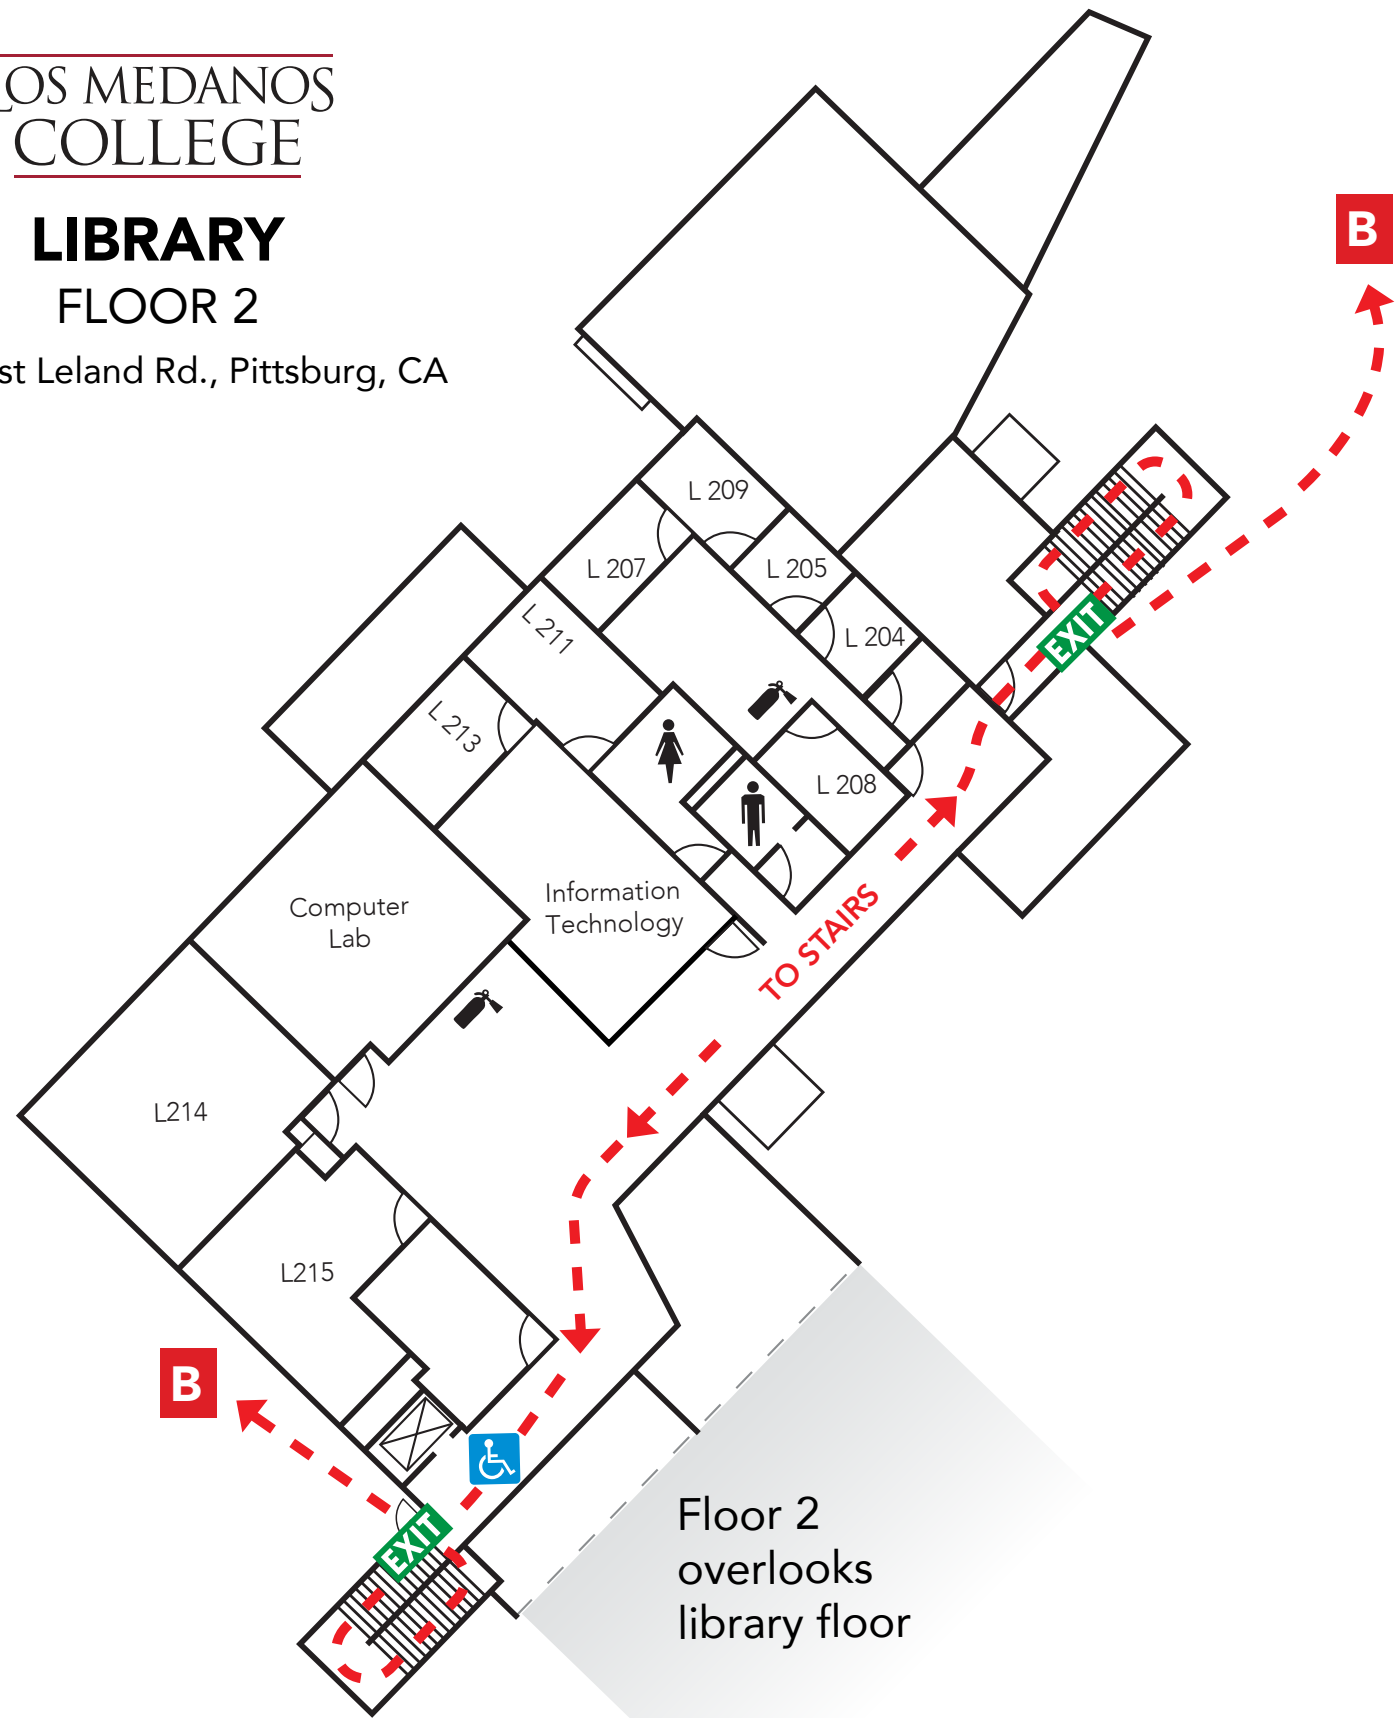 LOS MEDANOS
COLLEGE
LIBRARY
FLOOR 2
st Leland Rd., Pittsburg, CA
B
L 209
L 207
L 205
L 211
L 204
EXIT
L 213
L 208
Computer
Lab
Information
Technology
TO STAIRS
L214
L215
B
EXIT
Floor 2
overlooks
library floor